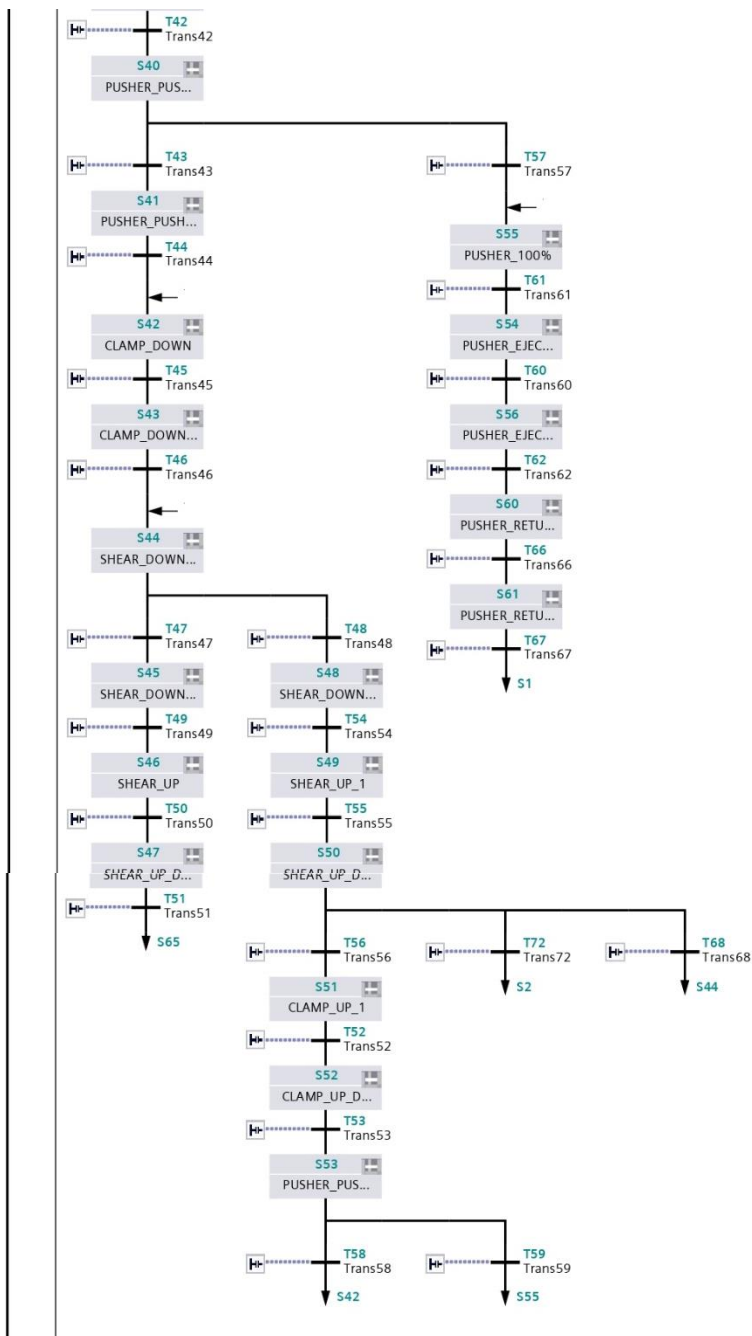 T42
Trans42
S40
PUSHER_PUS...
T43
Trans43
T57
Trans57
S41
PUSHER_PUSH...
T44
Trans44
S55
PUSHER_100%
T61
Trans61
S42
CLAMP_DOWN
S54
PUSHER_EJEC...
T45
Trans45
T60
Trans60
S43
CLAMP_DOWN...
S56
PUSHER_EJEC...
T46
Trans46
T62
Trans62
S60
PUSHER_RETU...
S44
SHEAR_DOWN...
T66
Trans66
S61
PUSHER_RETU...
T47
Trans47
T48
Trans48
T67
Trans67
S45
SHEAR_DOWN...
S48
SHEAR_DOWN...
S1
T49
Trans49
T54
Trans54
S46
SHEAR_UP
S49
SHEAR_UP_1
T50
Trans50
T55
Trans55
S47
SHEAR_UP_D...
S50
SHEAR_UP_D...
T51
Trans51
S65
T56
Trans56
T72
Trans72
T68
Trans68
S51
CLAMP_UP_1
S2
S44
T52
Trans52
S52
CLAMP_UP_D...
T53
Trans53
S53
PUSHER_PUS...
T58
Trans58
T59
Trans59
S42
S55